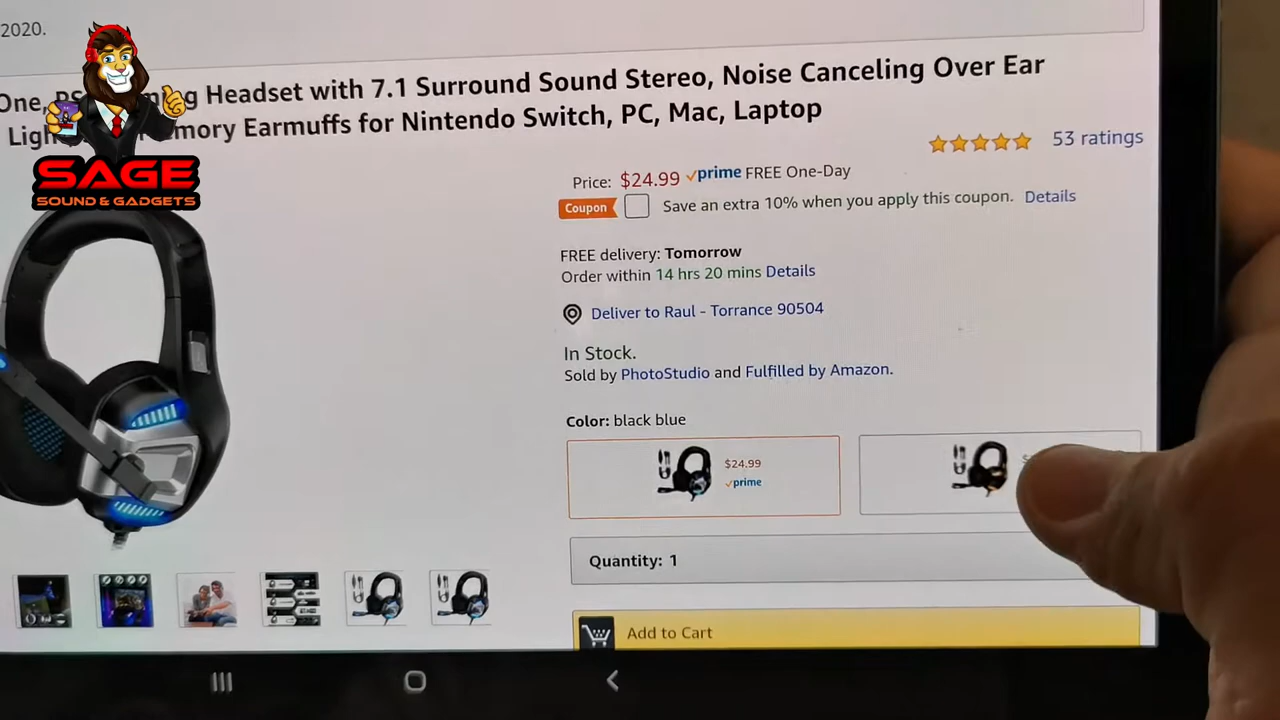 2020.
One, Headset with 7.1 Surround Sound Stereo, Noise Canceling Over Ear
Earmuffs for Nintendo Switch, PC, Mac, Laptop
SAGE
SOUND & GADGETS
53 ratings
Price: $24.99 prime FREE One-Day
Coupon Save an extra 10% when you apply this coupon. Details
FREE delivery: Tomorrow
Order within 14 hrs 20 mins Details
Deliver to Raul - Torrance 90504
In Stock.
Sold by PhotoStudio and Fulfilled by Amazon.
Color: black blue
$24.99
prime
Quantity: 1
Add to Cart